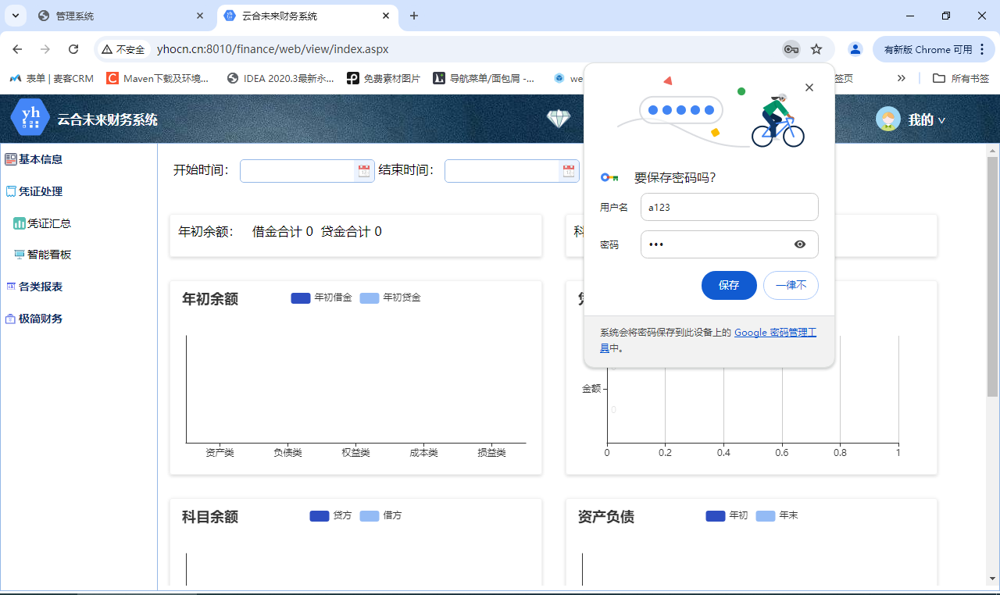 管理系统
云合未来财务系统
不安全
yhocn.cn:8010/finance/web/view/index.aspx
有新版 Chrome 可用
表单 | 麦客CRM
Maven下载及环境...
IDEA 2020.3最新永...
免费素材图片
导航菜单/面包屑 -...
we
签页
所有书签
yh
云合未来财务系统
我的
要保存密码吗?
用户名
a123
密码
•••
保存
一律不
系统会将密码保存到此设备上的 Google 密码管理工
具中。
基本信息
凭证处理
凭证汇总
智能看板
各类报表
极简财务
开始时间：
结束时间：
年初余额： 借金合计 0 贷金合计 0
科
年初余额
年初借金
年初贷金
资产类
负债类
权益类
成本类
损益类
金额
0
0
0.2
0.4
0.6
0.8
1
科目余额
贷方
借方
资产负债
年初
年末